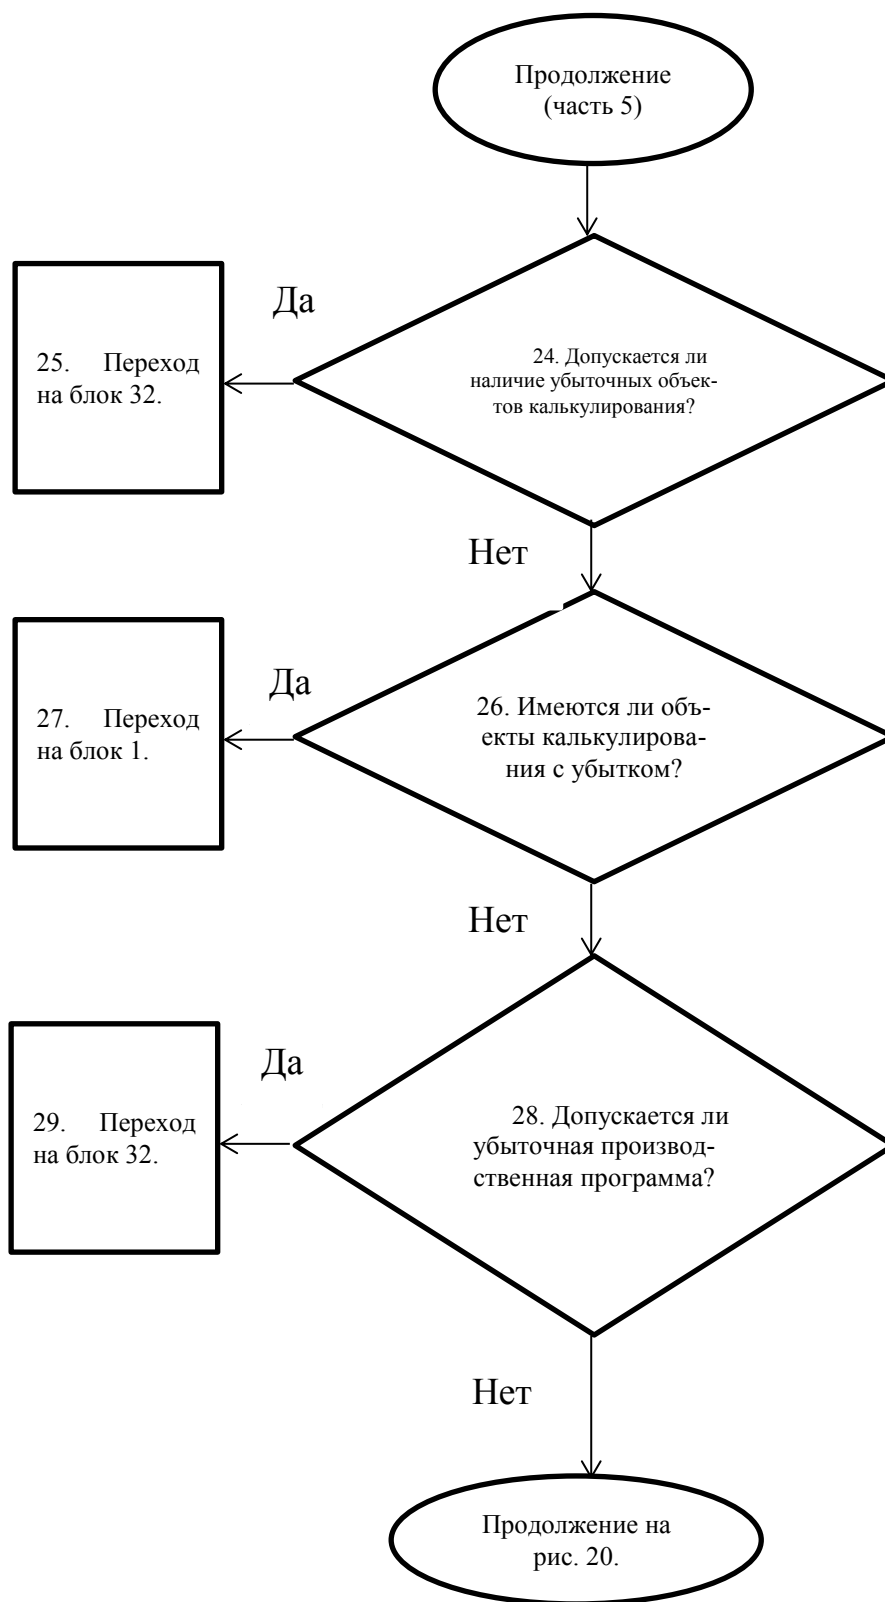 Продолжение
(часть 5)
Да
24. Допускается ли
наличие убыточных объек-
тов калькулирования?
25. Переход
на блок 32.
Нет
Да
26. Имеются ли объ-
екты калькулирова-
ния с убытком?
27. Переход
на блок 1.
Нет
Да
28. Допускается ли
убыточная производ-
ственная программа?
29. Переход
на блок 32.
Нет
Продолжение на
рис. 20.